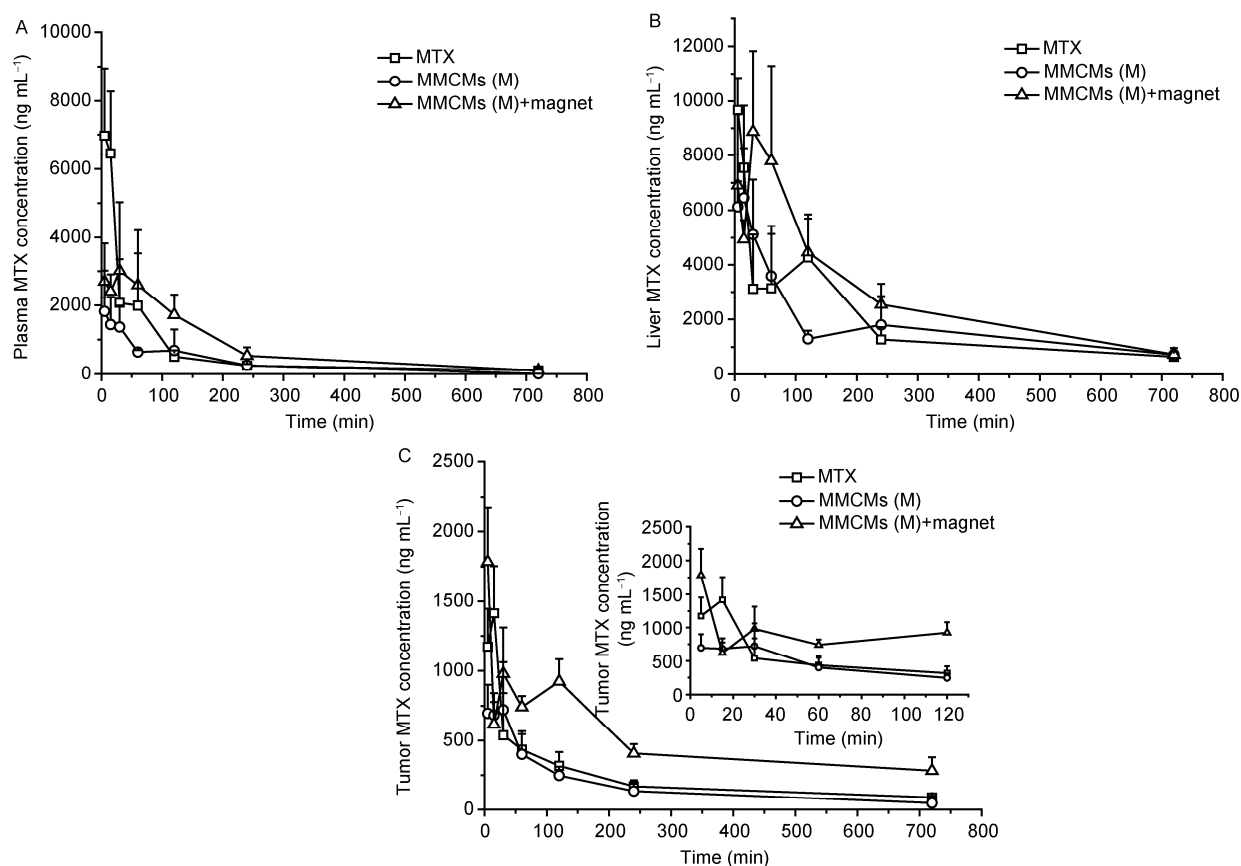 A
10000
8000
6000
4000
2000
0
Plasma MTX concentration (ng mL⁻¹)
MTX
MMCMs (M)
MMCMs (M)+magnet
0 100 200 300 400 500 600 700 800
Time (min)
B
12000
10000
8000
6000
4000
2000
0
Liver MTX concentration (ng mL⁻¹)
MTX
MMCMs (M)
MMCMs (M)+magnet
0 100 200 300 400 500 600 700 800
Time (min)
C
2500
2000
1500
1000
500
0
Tumor MTX concentration (ng mL⁻¹)
MTX
MMCMs (M)
MMCMs (M)+magnet
Tumor MTX concentration
(ng mL⁻¹)
2500
2000
1500
1000
500
0
0 20 40 60 80 100 120
Time (min)
0 100 200 300 400 500 600 700 800
Time (min)